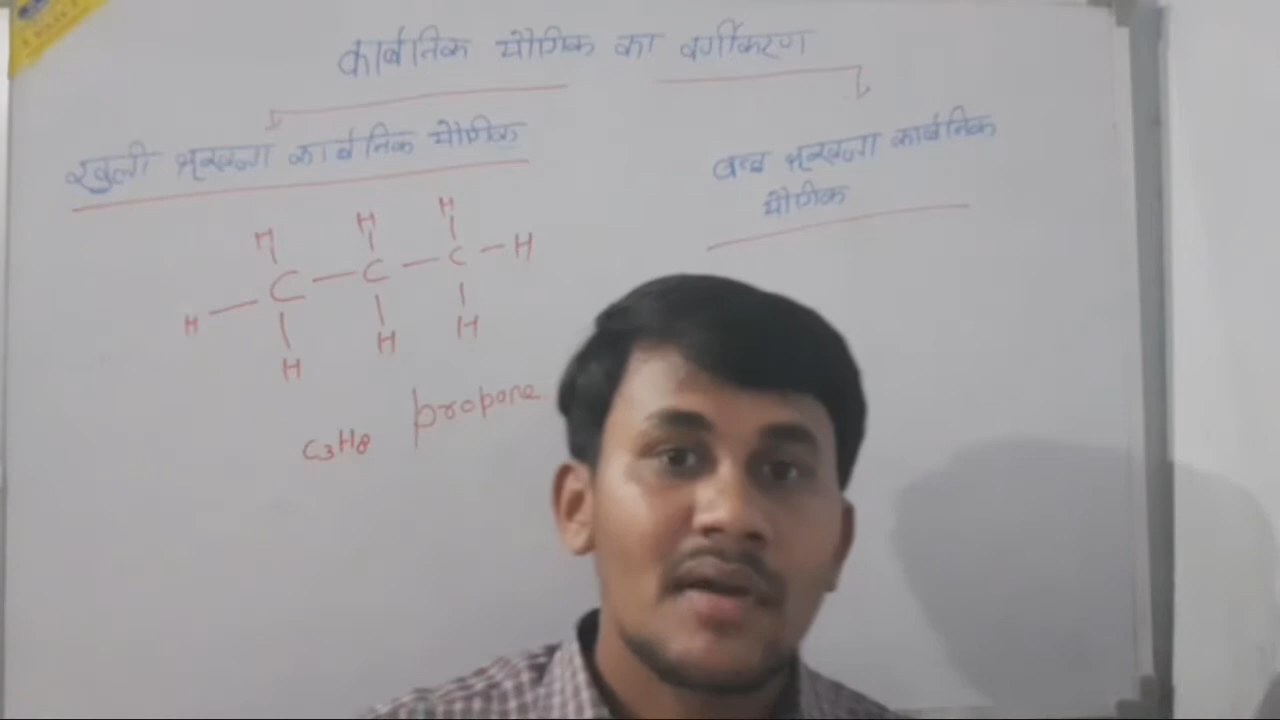 कार्बनिक यौगिक का वर्गीकरण
खुली श्रृंखला कार्बनिक यौगिक
बन्द श्रृंखला कार्बनिक
यौगिक
H H H
H — C — C — C — H
H H H
C3H8 propane